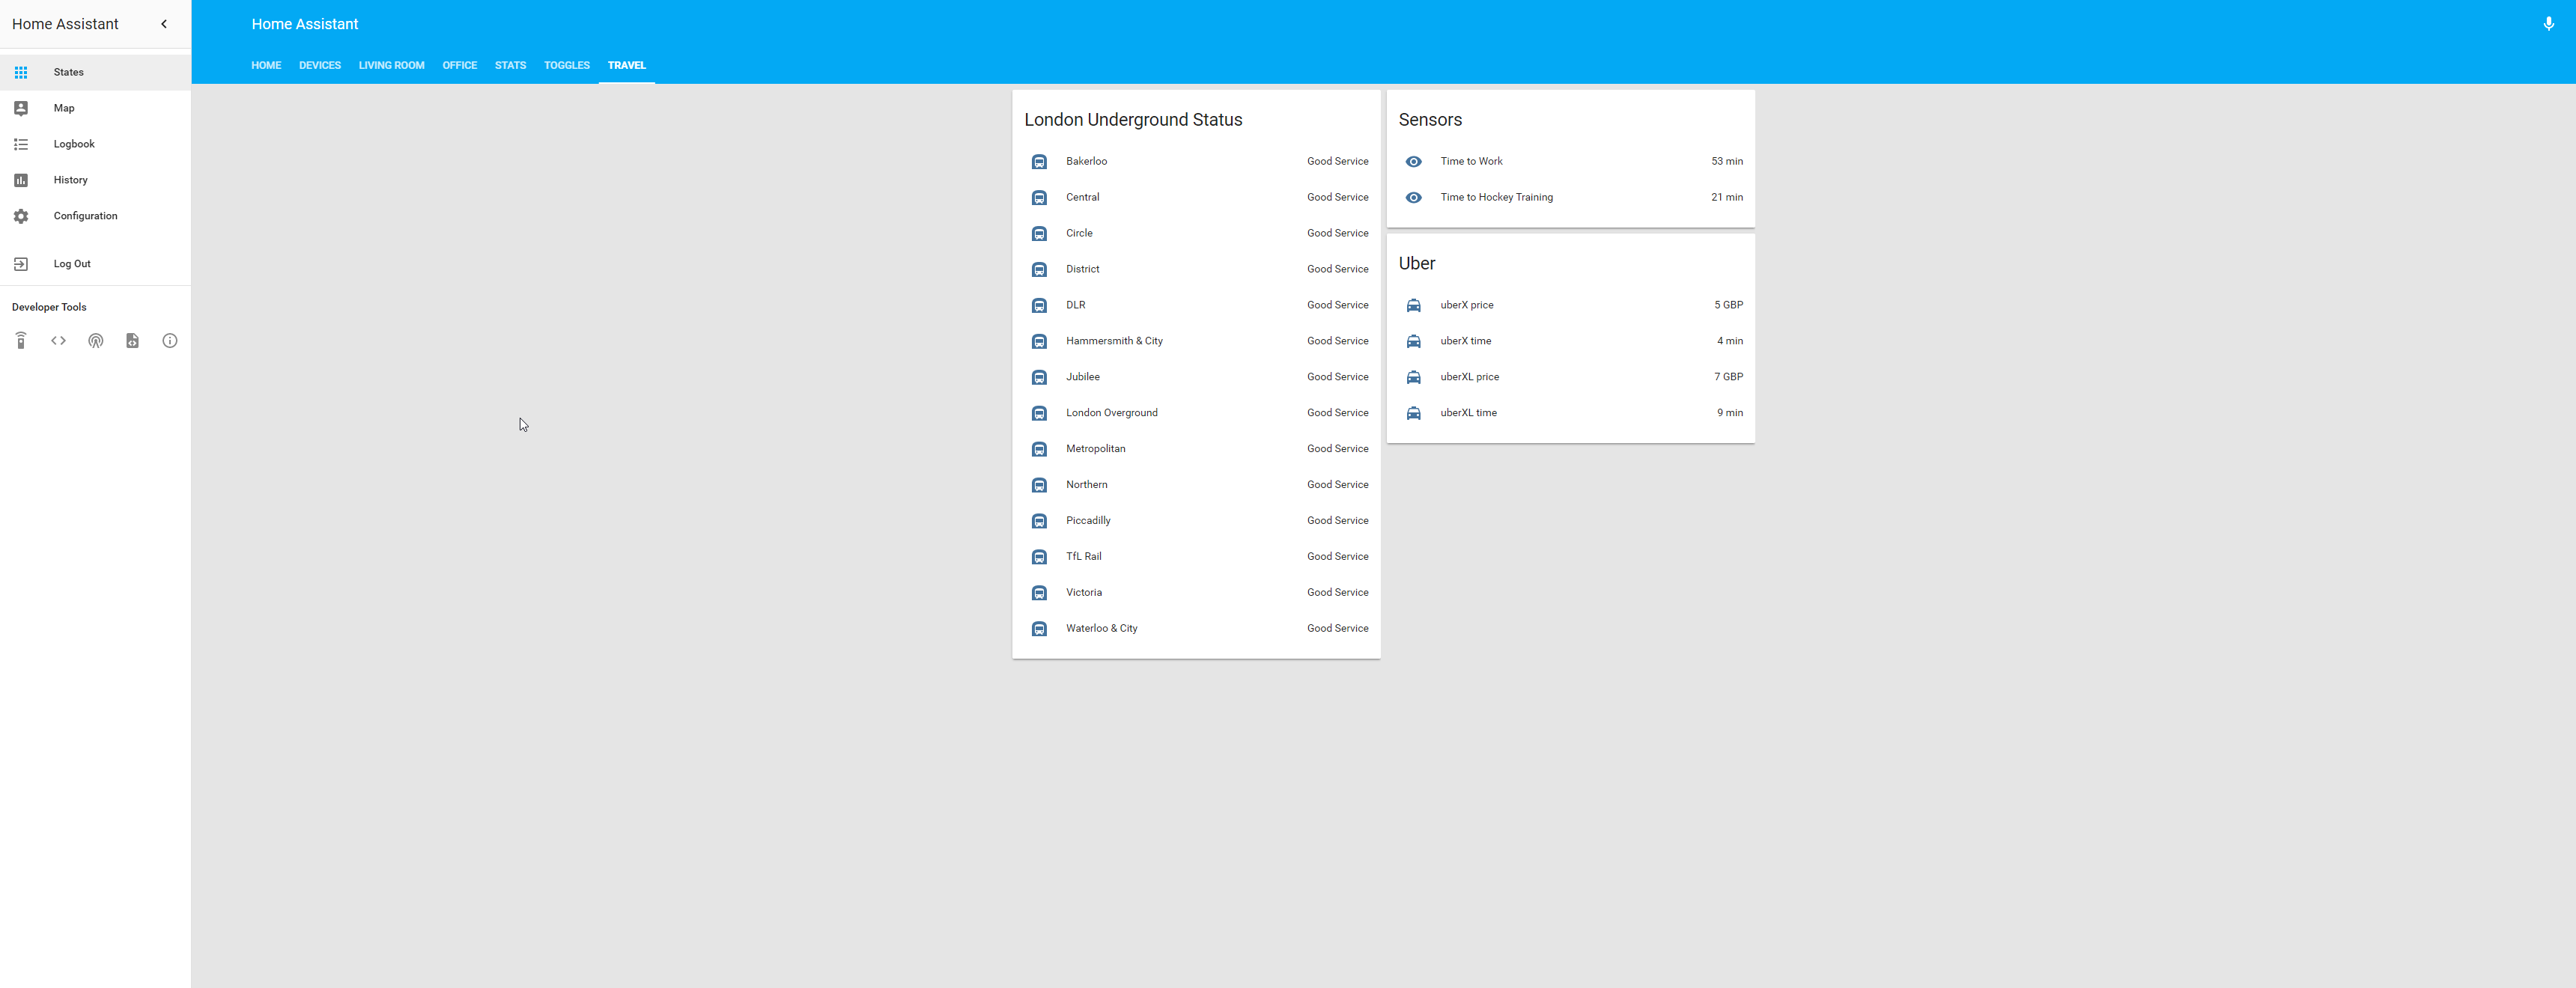 Home Assistant
States
Map
Logbook
History
Configuration
Log Out
Developer Tools
Home Assistant
HOME DEVICES LIVING ROOM OFFICE STATS TOGGLES TRAVEL
London Underground Status
Bakerloo Good Service
Central Good Service
Circle Good Service
District Good Service
DLR Good Service
Hammersmith & City Good Service
Jubilee Good Service
London Overground Good Service
Metropolitan Good Service
Northern Good Service
Piccadilly Good Service
TfL Rail Good Service
Victoria Good Service
Waterloo & City Good Service
Sensors
Time to Work 53 min
Time to Hockey Training 21 min
Uber
uberX price 5 GBP
uberX time 4 min
uberXL price 7 GBP
uberXL time 9 min